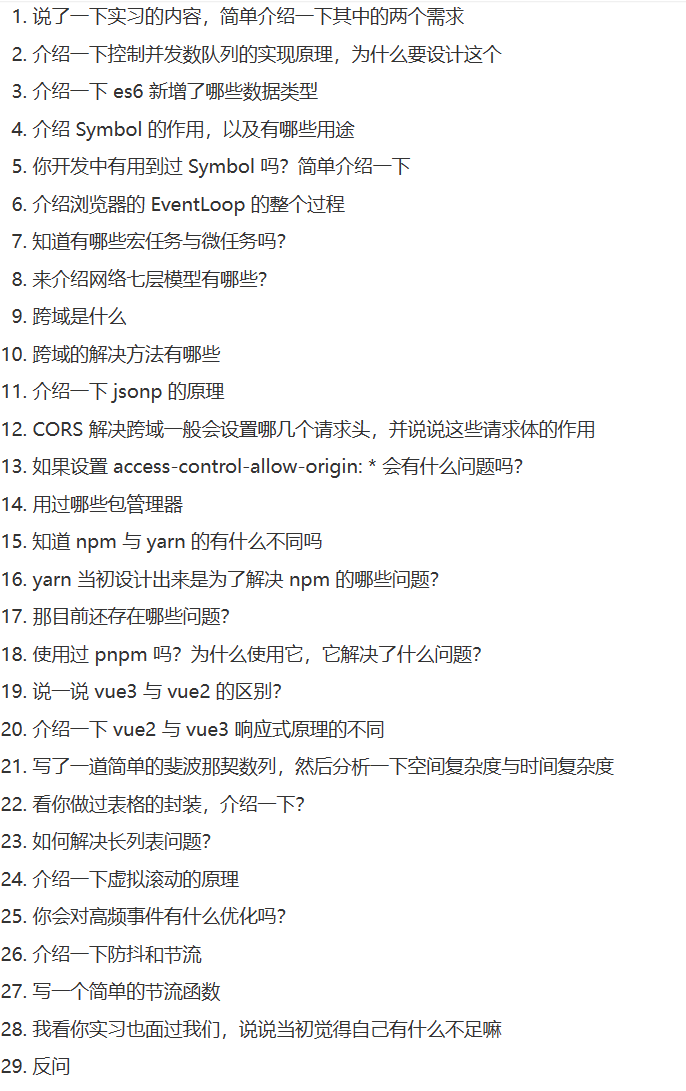 1. 说了一下实习的内容，简单介绍一下其中的两个需求
2. 介绍一下控制并发数队列的实现原理，为什么要设计这个
3. 介绍一下 es6 新增了哪些数据类型
4. 介绍 Symbol 的作用，以及有哪些用途
5. 你开发中有用到过 Symbol 吗？简单介绍一下
6. 介绍浏览器的 EventLoop 的整个过程
7. 知道有哪些宏任务与微任务吗？
8. 来介绍网络七层模型有哪些？
9. 跨域是什么
10. 跨域的解决方法有哪些
11. 介绍一下 jsonp 的原理
12. CORS 解决跨域一般会设置哪几个请求头，并说说这些请求体的作用
13. 如果设置 access-control-allow-origin: * 会有什么问题吗？
14. 用过哪些包管理器
15. 知道 npm 与 yarn 的有什么不同吗
16. yarn 当初设计出来是为了解决 npm 的哪些问题？
17. 那目前还存在哪些问题？
18. 使用过 pnpm 吗？为什么使用它，它解决了什么问题？
19. 说一说 vue3 与 vue2 的区别？
20. 介绍一下 vue2 与 vue3 响应式原理的不同
21. 写了一道简单的斐波那契数列，然后分析一下空间复杂度与时间复杂度
22. 看你做过表格的封装，介绍一下？
23. 如何解决长列表问题？
24. 介绍一下虚拟滚动的原理
25. 你会对高频事件有什么优化吗？
26. 介绍一下防抖和节流
27. 写一个简单的节流函数
28. 我看你实习也面过我们，说说当初觉得自己有什么不足嘛
29. 反问